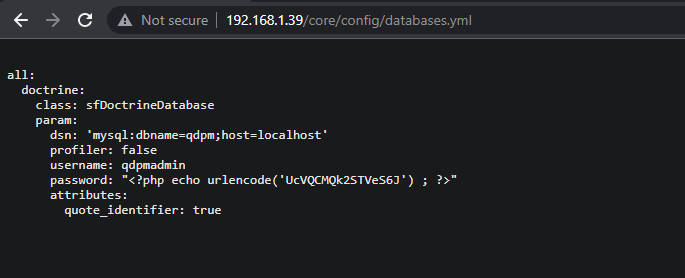 Not secure 192.168.1.39/core/config/databases.yml
all:
doctrine:
class: sfDoctrineDatabase
param:
dsn: 'mysql:dbname=qdpm;host=localhost'
profiler: false
username: qdpmadmin
password: "<?php echo urlencode('UcVQCMQk2STVeS6J') ; ?>"
attributes:
quote_identifier: true